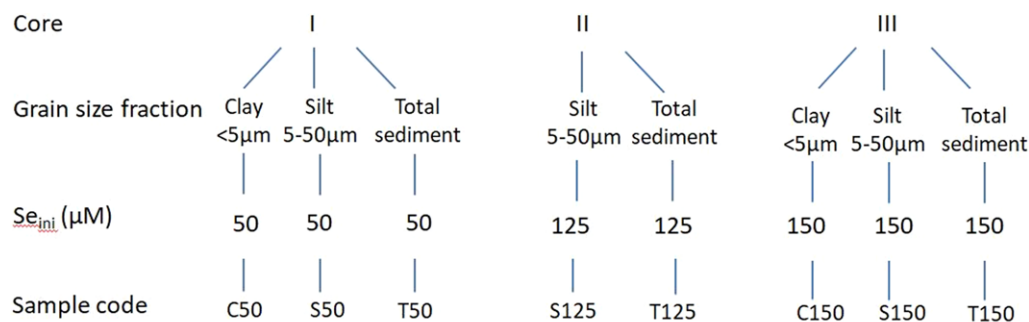 Core I II III
Grain size fraction Clay Silt Total Silt Total Clay Silt Total
<5µm 5-50µm sediment 5-50µm sediment <5µm 5-50µm sediment
Seini (µM) 50 50 50 125 125 150 150 150
Sample code C50 S50 T50 S125 T125 C150 S150 T150